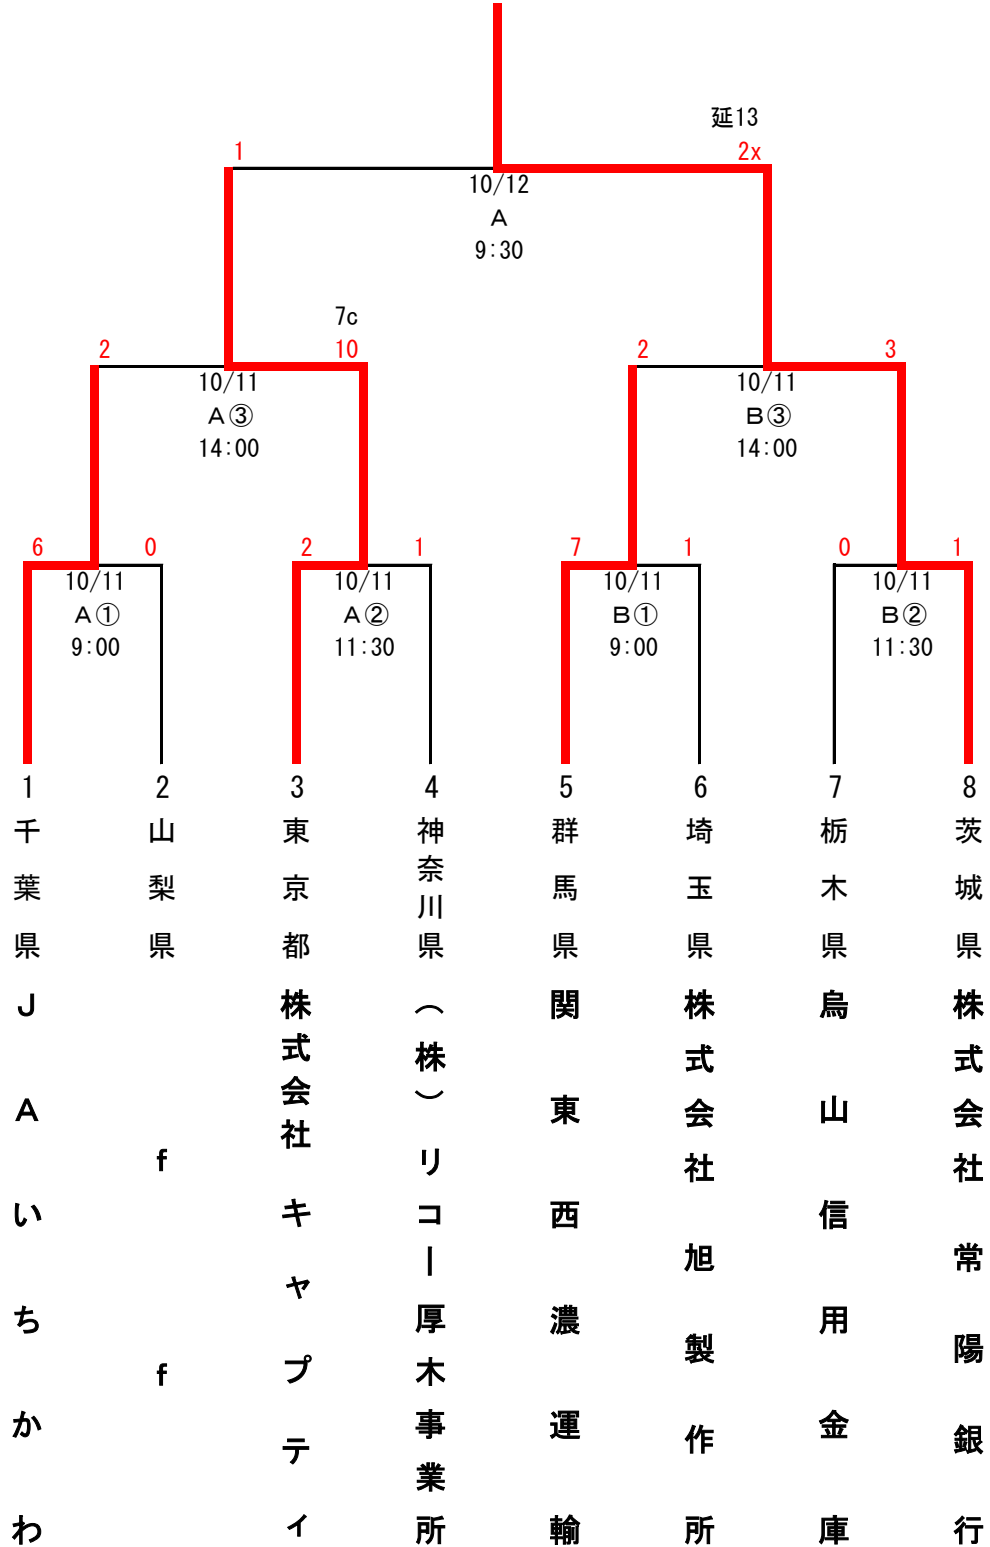 延13
1
2x
10/12
A
9:30
7c
2
10
2
3
10/11
A③
14:00
10/11
B③
14:00
6
0
2
1
7
1
0
1
10/11
A①
9:00
10/11
A②
11:30
10/11
B①
9:00
10/11
B②
11:30
1
千葉県
JAいちかわ
2
山梨県
ff
3
東京都
株式会社キャプティ
4
神奈川県
（株）リコー厚木事業所
5
群馬県
関東西濃運輸
6
埼玉県
株式会社旭製作所
7
栃木県
烏山信用金庫
8
茨城県
株式会社常陽銀行